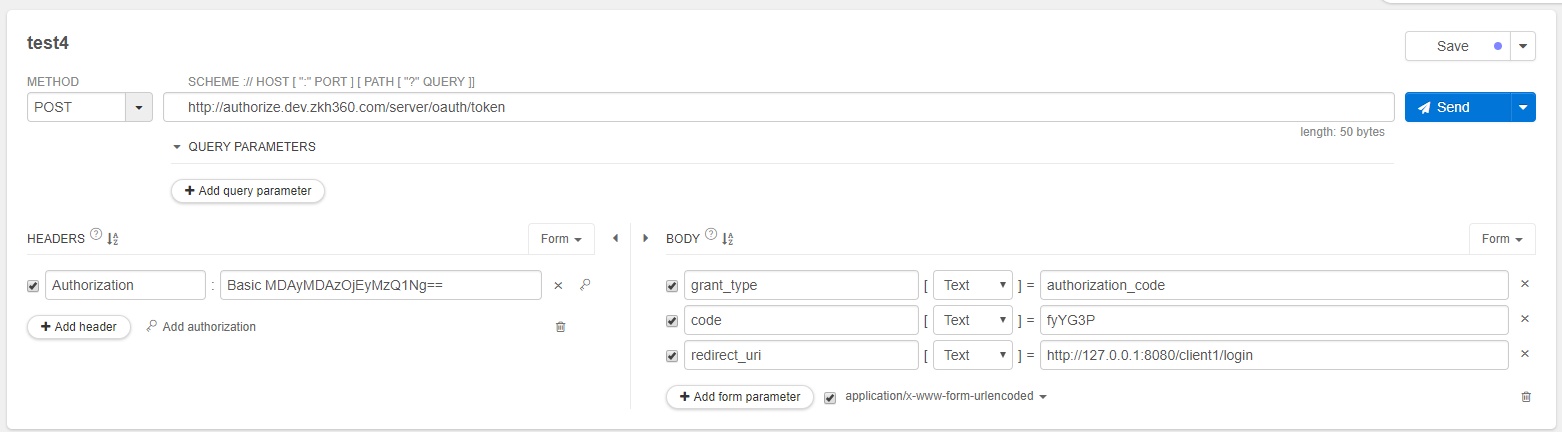 test4
Save
METHOD
SCHEME :// HOST [ ":" PORT ] [ PATH [ "?" QUERY ]]
POST
http://authorize.dev.zkh360.com/server/oauth/token
Send
length: 50 bytes
QUERY PARAMETERS
+ Add query parameter
HEADERS ? Form
BODY ? Form
Authorization : Basic MDAyMDAzOjEyMzQ1Ng== ×
+ Add header Add authorization
grant_type [ Text ] = authorization_code ×
code [ Text ] = fyYG3P ×
redirect_uri [ Text ] = http://127.0.0.1:8080/client1/login ×
+ Add form parameter application/x-www-form-urlencoded